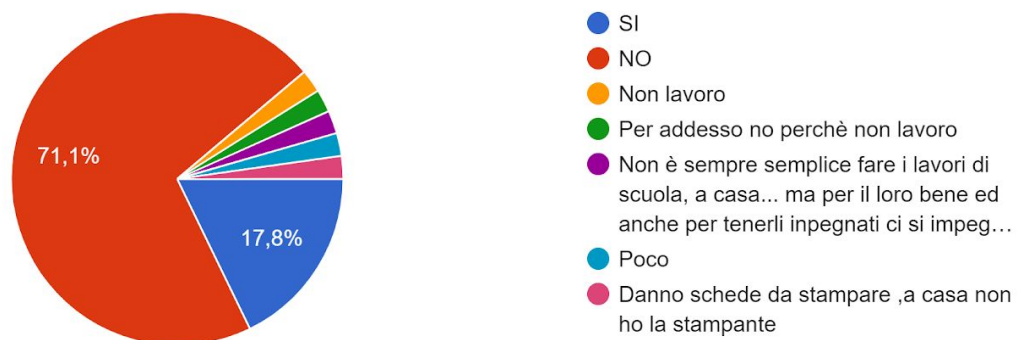 71,1%
17,8%
SI
NO
Non lavoro
Per addesso no perchè non lavoro
Non è sempre semplice fare i lavori di
scuola, a casa... ma per il loro bene ed
anche per tenerli inpegnati ci si impeg…
Poco
Danno schede da stampare ,a casa non
ho la stampante